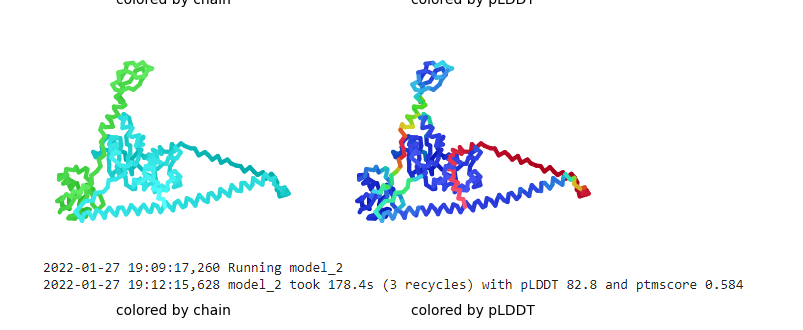 colored by chain colored by pLDDT
2022-01-27 19:09:17,260 Running model_2
2022-01-27 19:12:15,628 model_2 took 178.4s (3 recycles) with pLDDT 82.8 and ptmscore 0.584
colored by chain colored by pLDDT